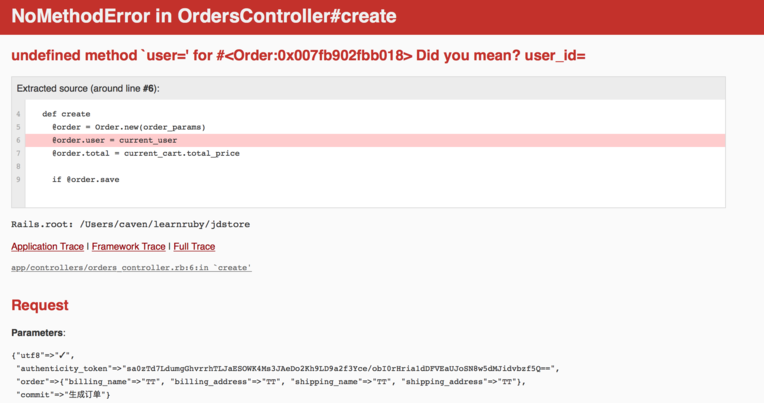 NoMethodError in OrdersController#create
undefined method `user=' for #<Order:0x007fb902fbb018> Did you mean? user_id=
Extracted source (around line #6):
4 def create
5 @order = Order.new(order_params)
6 @order.user = current_user
7 @order.total = current_cart.total_price
8
9 if @order.save
Rails.root: /Users/caven/learnruby/jdstore
Application Trace | Framework Trace | Full Trace
app/controllers/orders_controller.rb:6:in `create'
Request
Parameters:
{"utf8"=>"✓",
"authenticity_token"=>"sa0zTd7LdumgGhvrrhTLJaESOWK4Ms3JAeDo2Kh9LD9a2f3Yce/obI0rHria1dDFVEaUJoSN8w5dMJidvbzf5Q==",
"order"=>{"billing_name"=>"TT", "billing_address"=>"TT", "shipping_name"=>"TT", "shipping_address"=>"TT"},
"commit"=>"生成订单"}